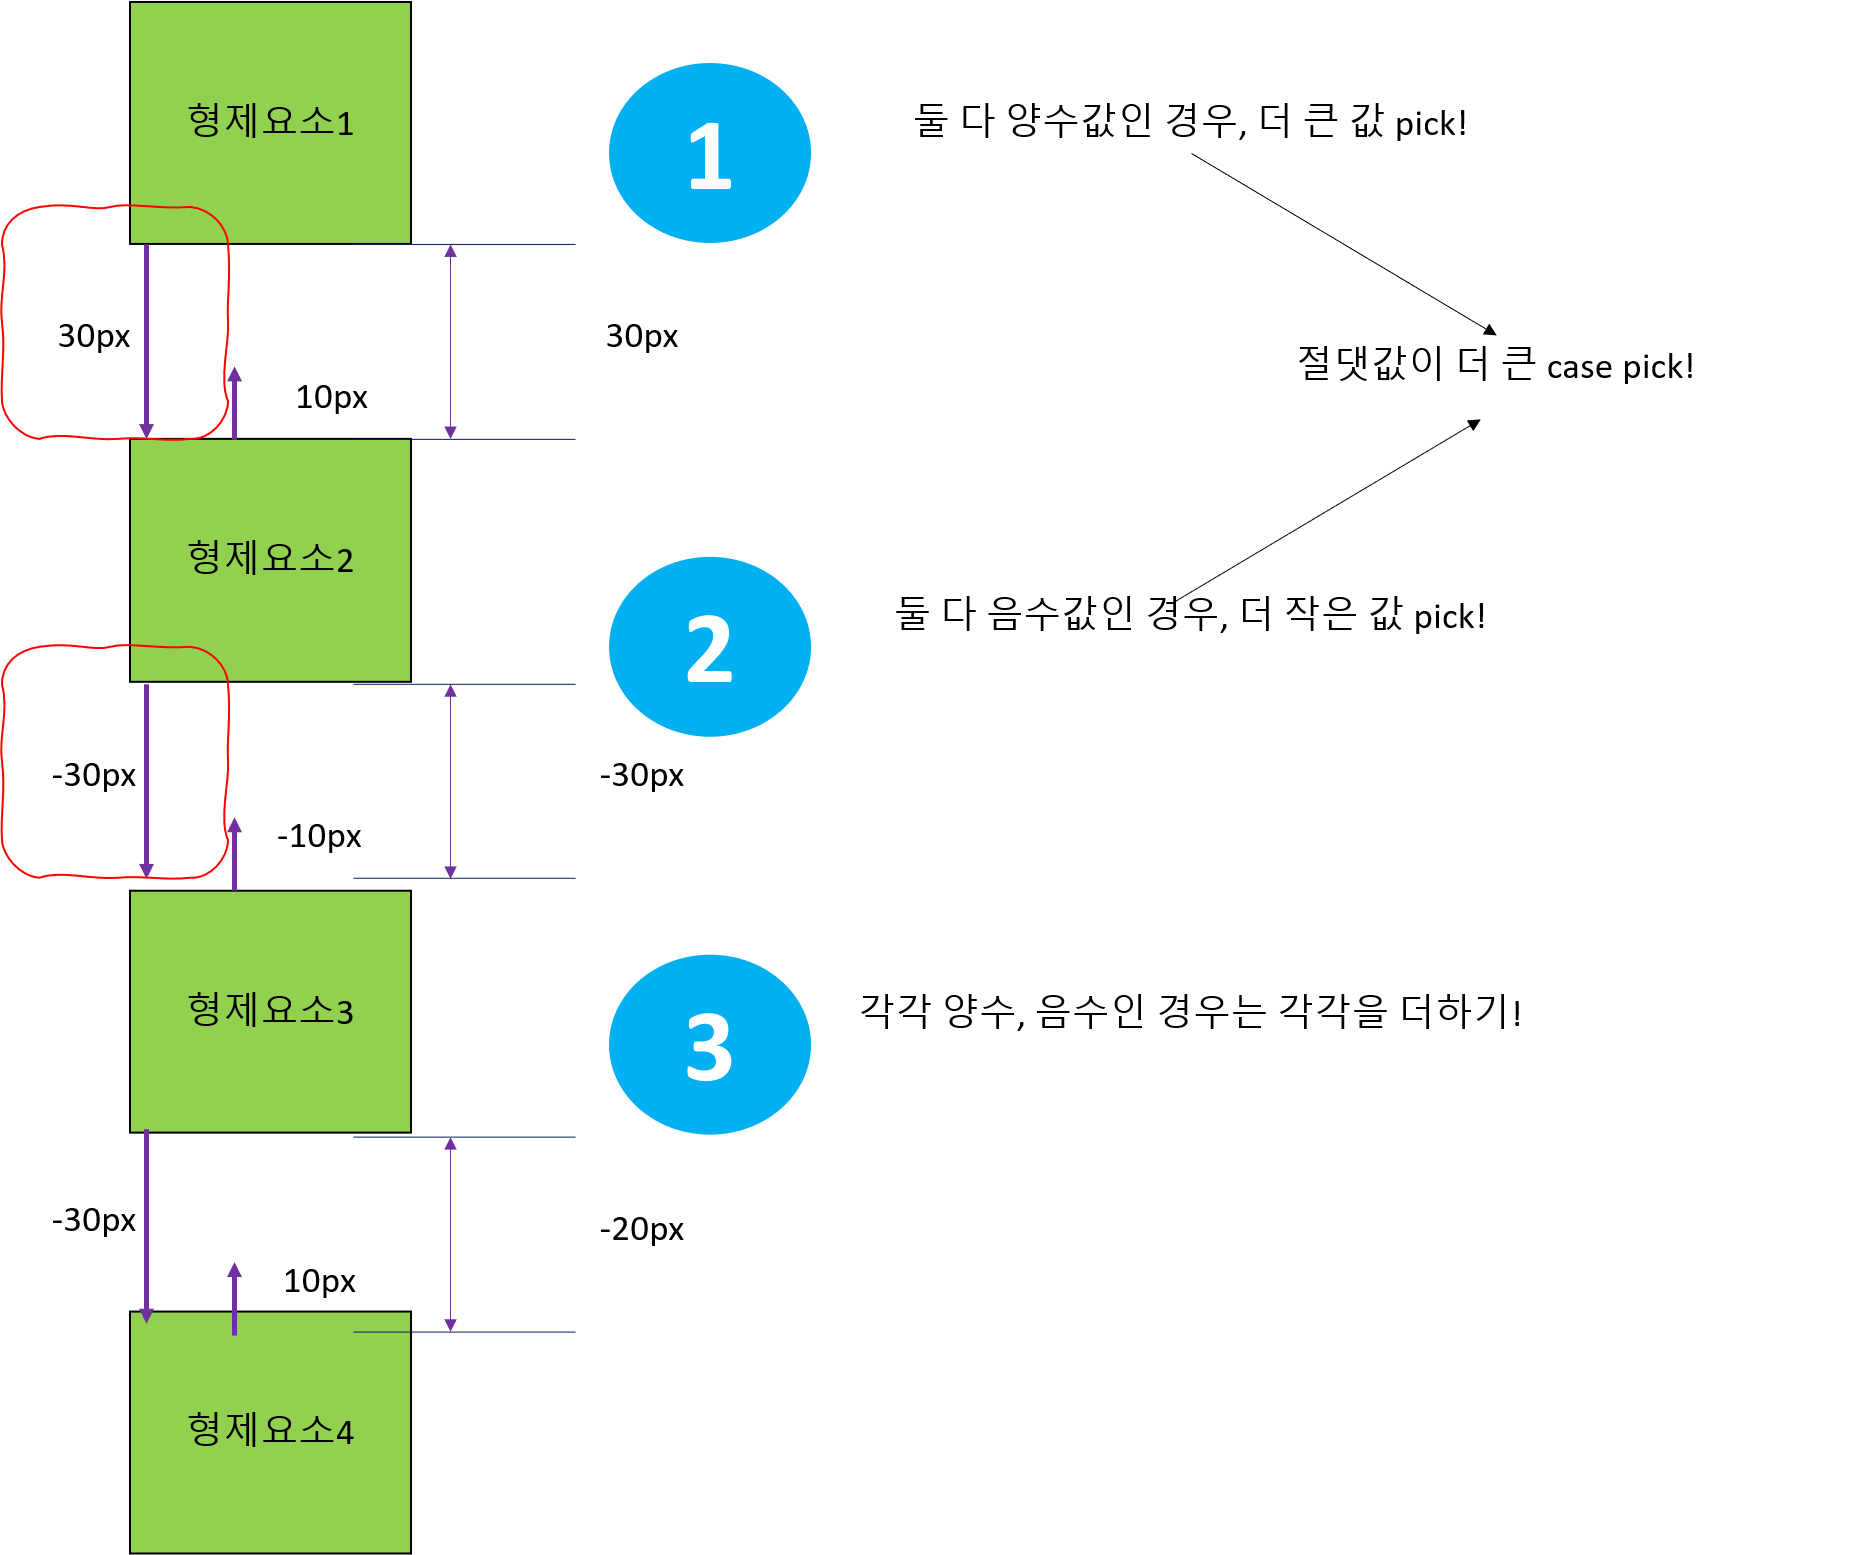 형제요소1
1
둘 다 양수값인 경우, 더 큰 값 pick!
30px
30px
10px
절댓값이 더 큰 case pick!
형제요소2
2
둘 다 음수값인 경우, 더 작은 값 pick!
-30px
-30px
-10px
형제요소3
3
각각 양수, 음수인 경우는 각각을 더하기!
-30px
-20px
10px
형제요소4